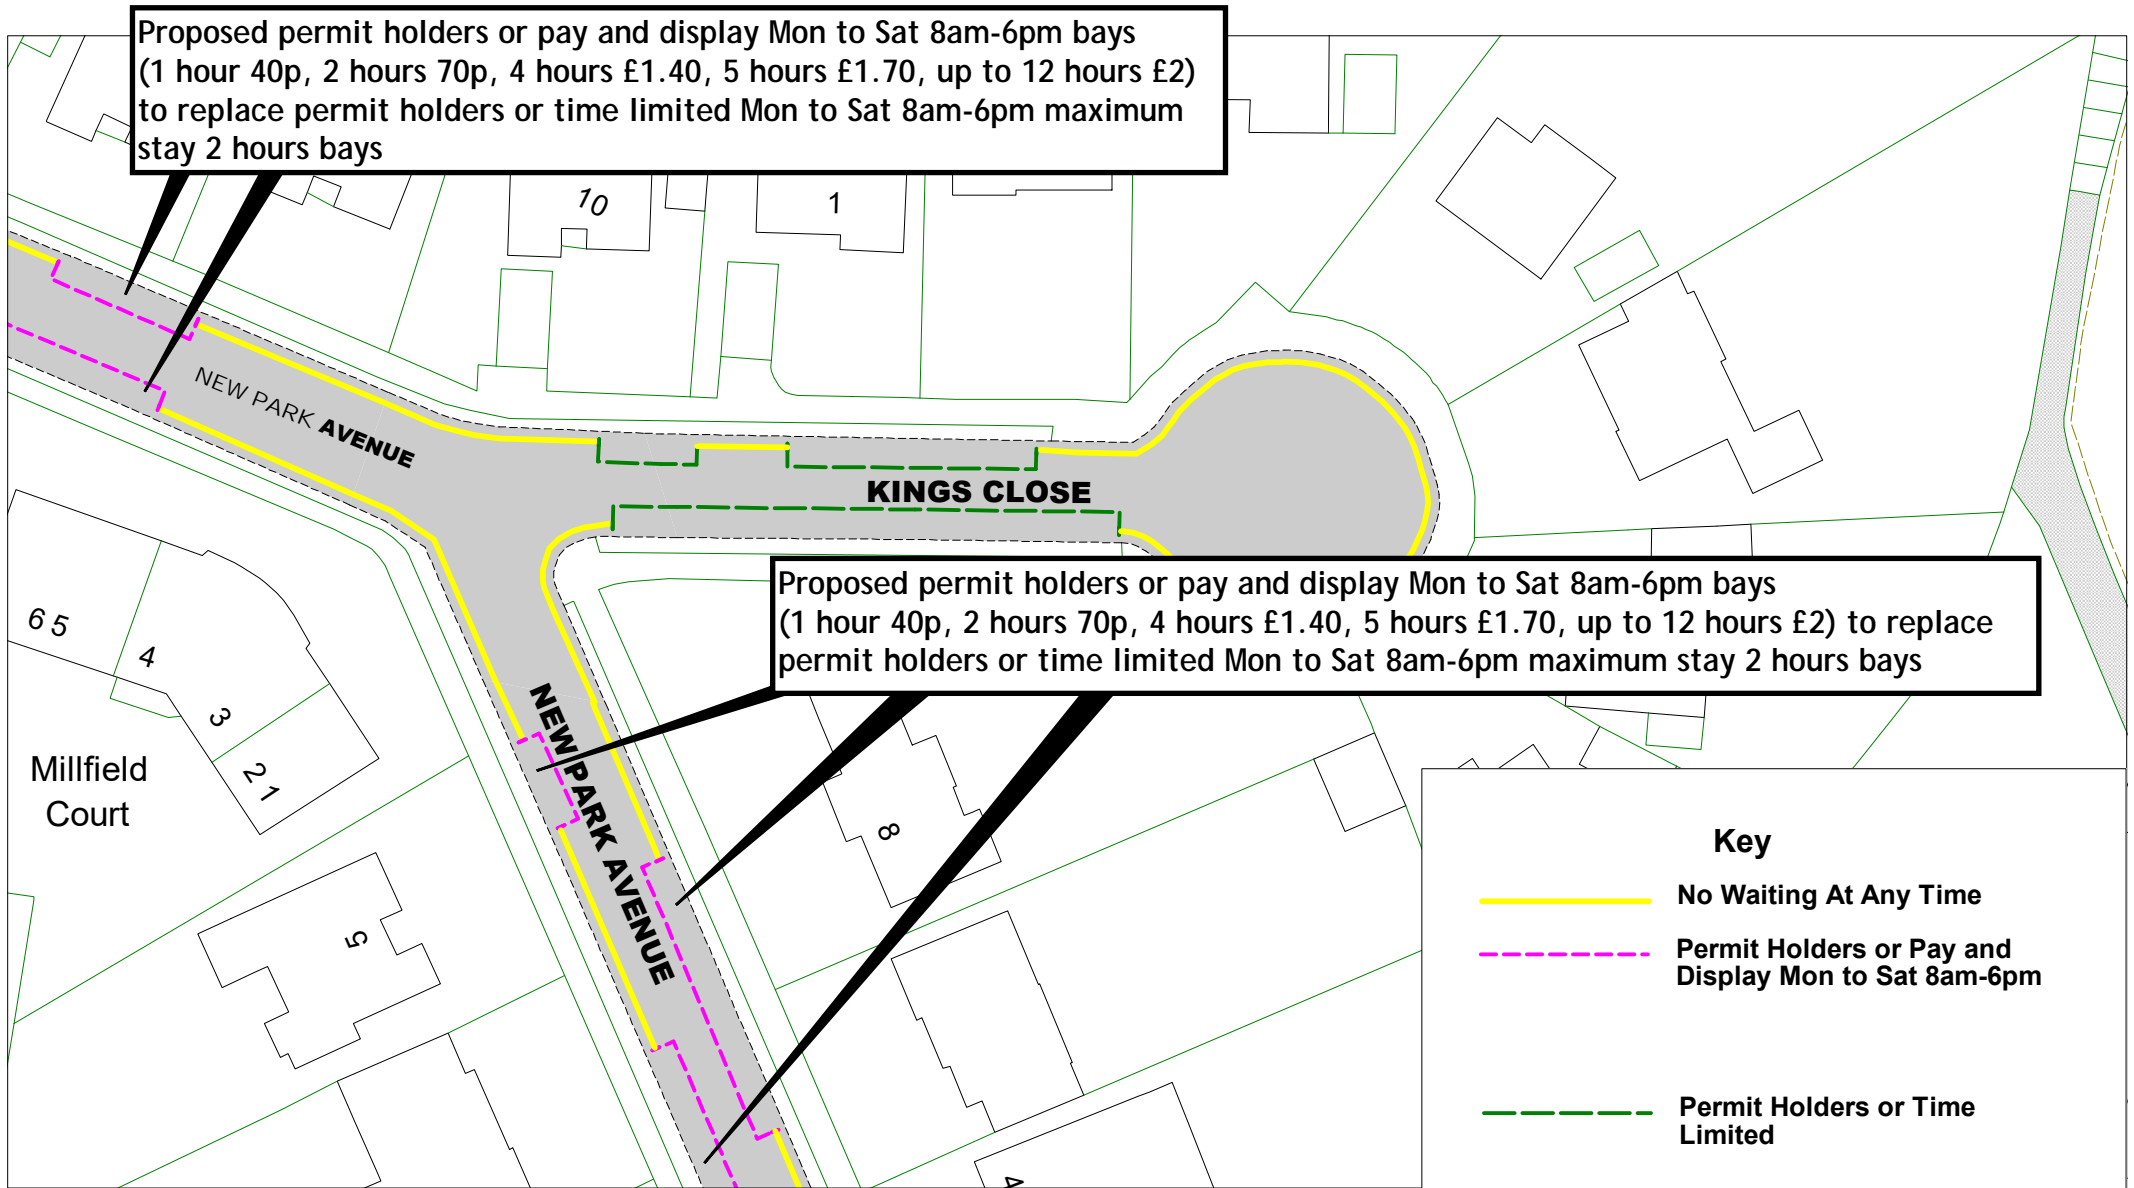 Proposed permit holders or pay and display Mon to Sat 8am-6pm bays
(1 hour 40p, 2 hours 70p, 4 hours £1.40, 5 hours £1.70, up to 12 hours £2)
to replace permit holders or time limited Mon to Sat 8am-6pm maximum
stay 2 hours bays
10
1
NEW PARK AVENUE
KINGS CLOSE
Proposed permit holders or pay and display Mon to Sat 8am-6pm bays
(1 hour 40p, 2 hours 70p, 4 hours £1.40, 5 hours £1.70, up to 12 hours £2) to replace
permit holders or time limited Mon to Sat 8am-6pm maximum stay 2 hours bays
6 5
4
3
2 1
Millfield
Court
NEW PARK AVENUE
8
5
4
Key
No Waiting At Any Time
Permit Holders or Pay and
Display Mon to Sat 8am-6pm
Permit Holders or Time
Limited